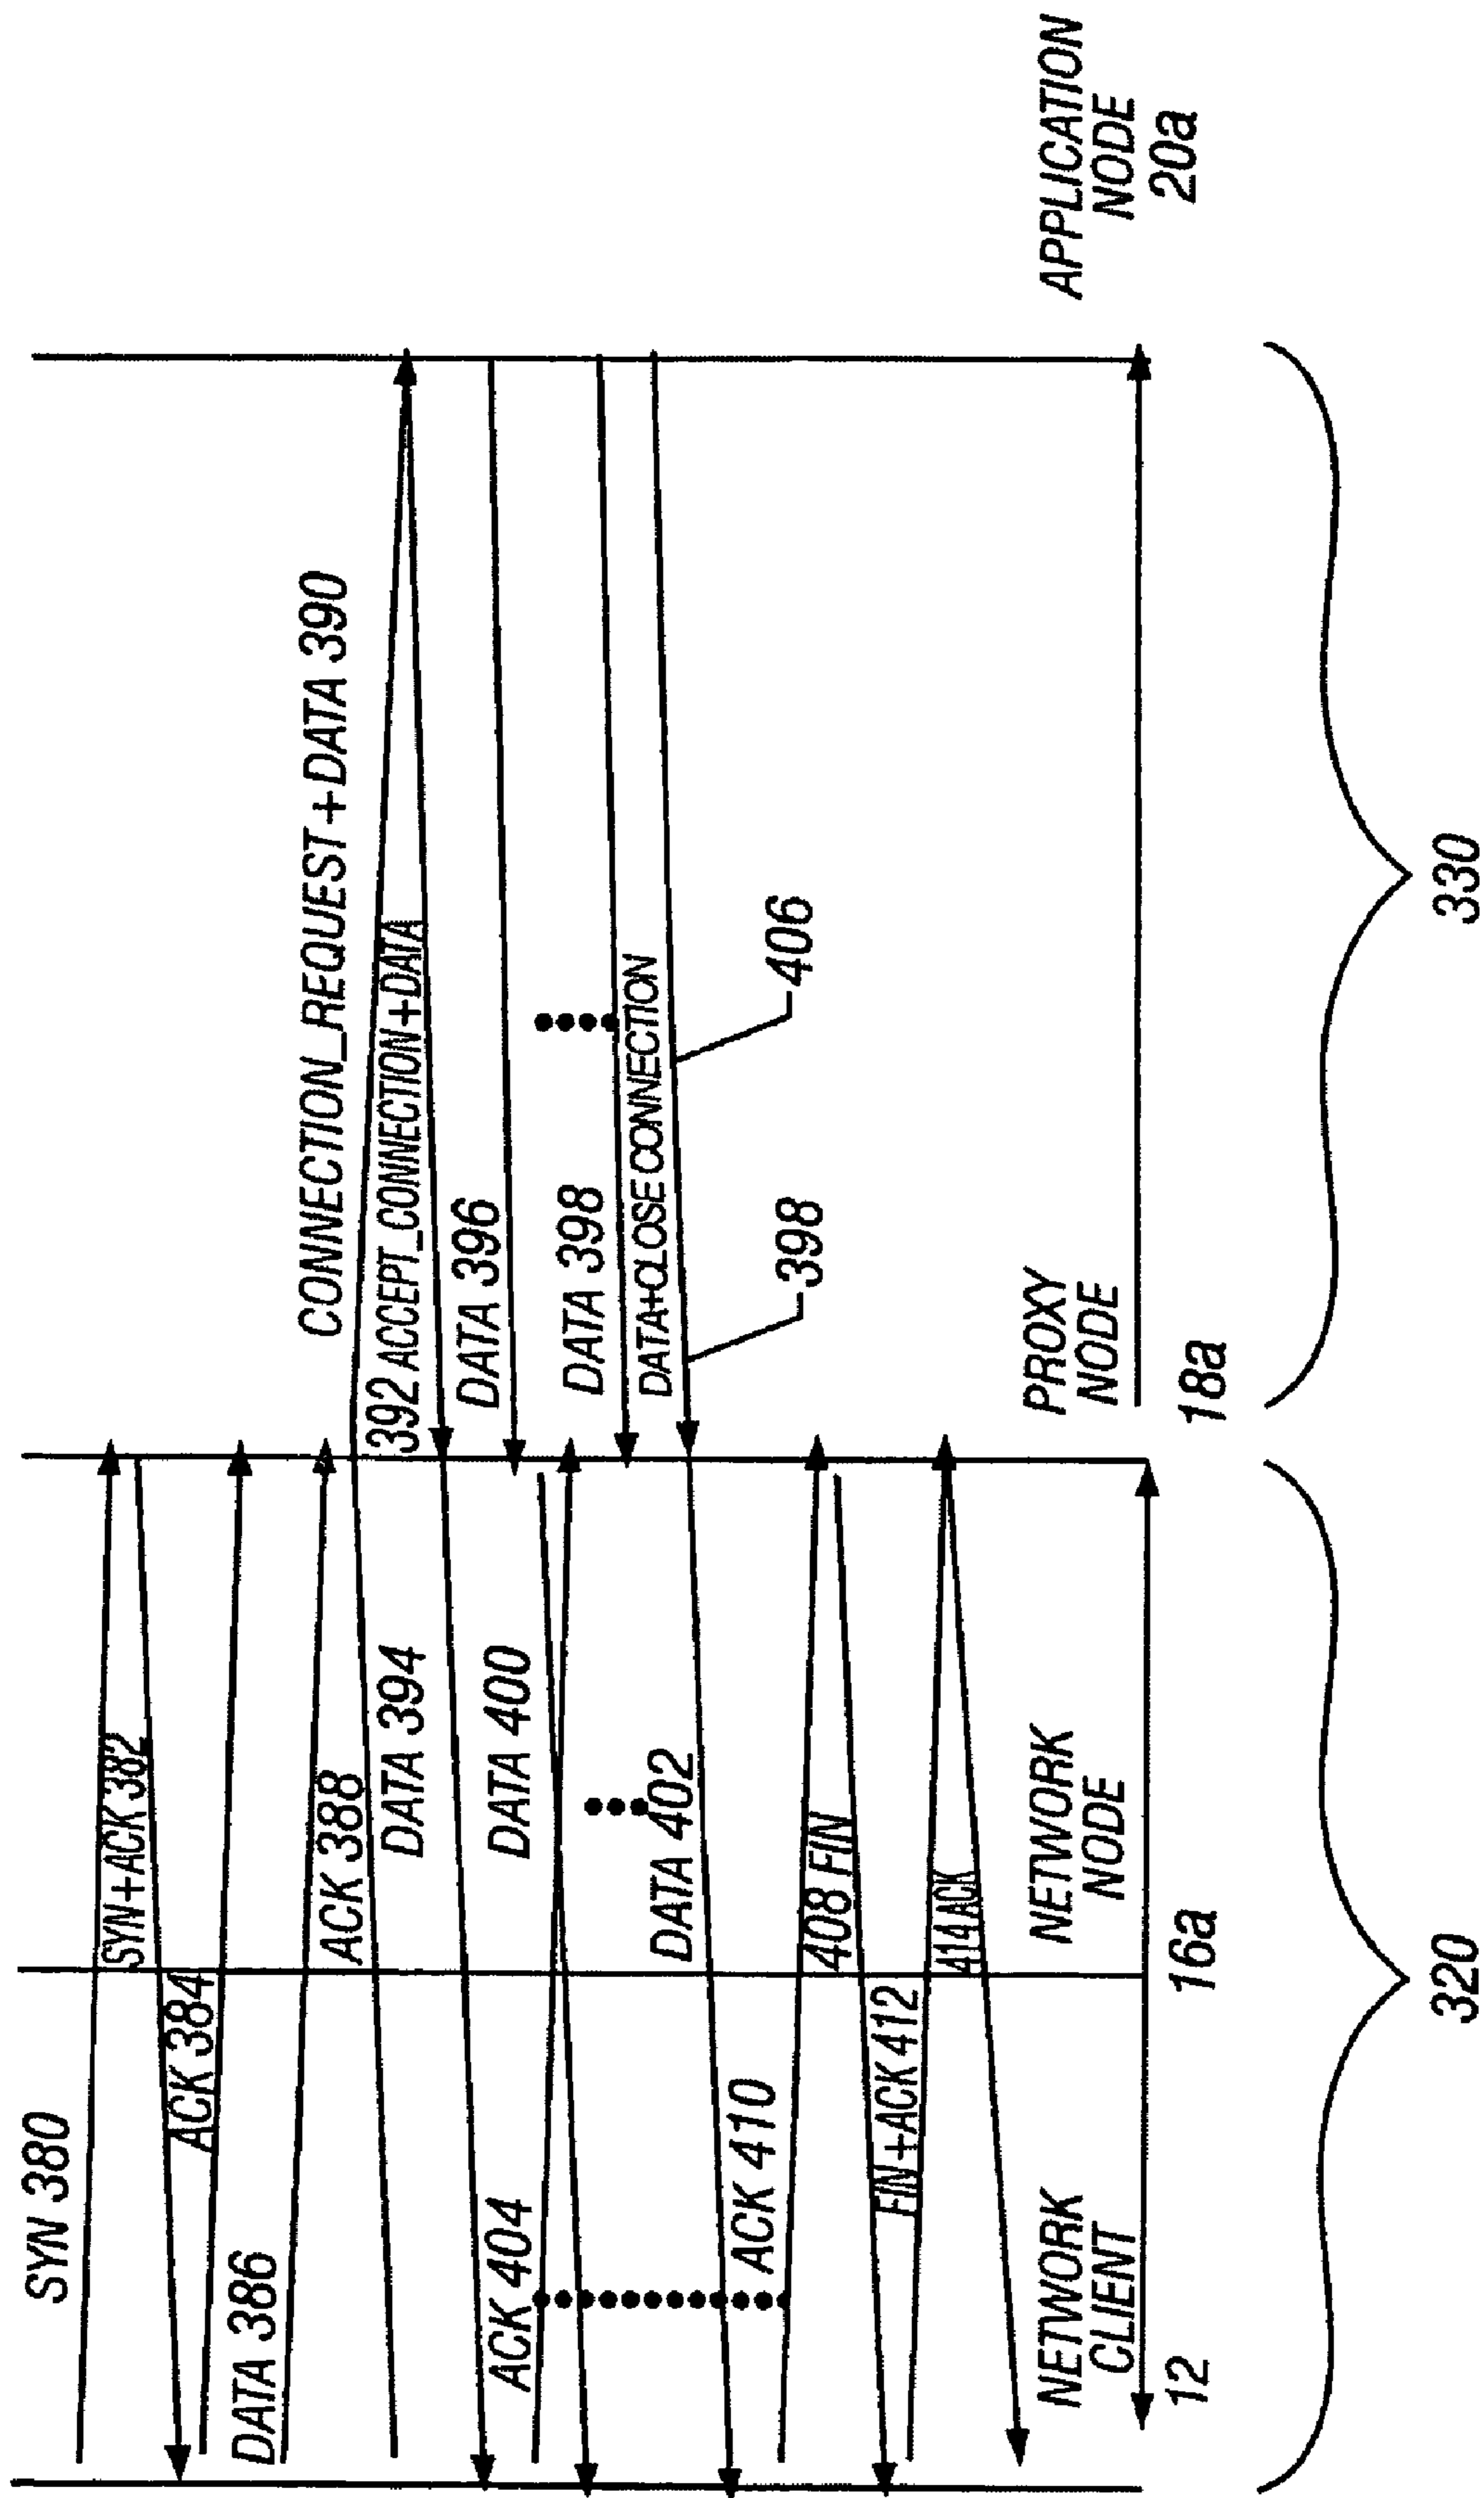 SYN 380
SYN+ACK 382
ACK 384
DATA 386
ACK 388
CONNECTION_REQUEST+DATA 390
392 ACCEPT_CONNECTION+DATA
DATA 394
DATA 396
DATA 400
DATA 398
ACK 404
DATA+CLOSE CONNECTION
406
398
DATA 402
ACK 410
408 FIN
FIN+ACK 412
414 ACK
NETWORK
CLIENT
12
NETWORK
NODE
16a
PROXY
NODE
18a
APPLICATION
NODE
20a
320
330